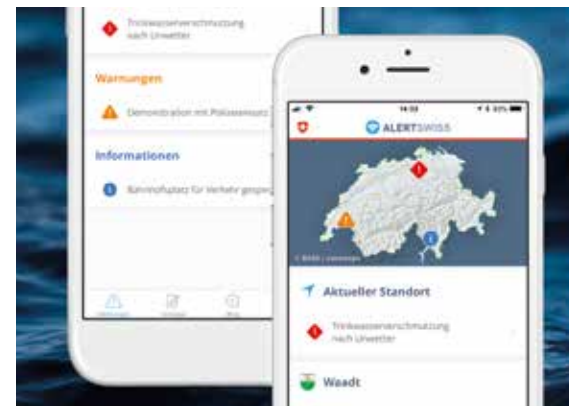 Trinkwasserverschmutzung
nach Unwetter
Warnungen
Demonstration mit Polizeieinsatz
Informationen
Bahnhofplatz für Verkehr gesperrt
14:53
ALERTSWISS
Aktueller Standort
Trinkwasserverschmutzung
nach Unwetter
Waadt